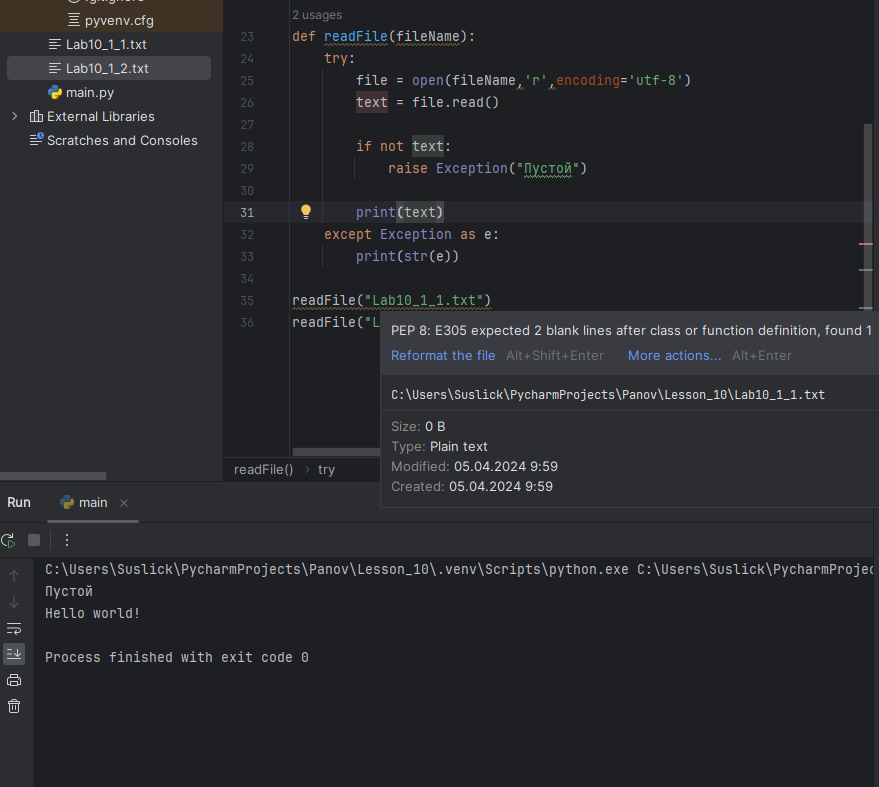 pyvenv.cfg
Lab10_1_1.txt
Lab10_1_2.txt
main.py
External Libraries
Scratches and Consoles
2 usages
23 def readFile(fileName):
24 try:
25 file = open(fileName,'r',encoding='utf-8')
26 text = file.read()
27
28 if not text:
29 raise Exception("Пустой")
30
31 print(text)
32 except Exception as e:
33 print(str(e))
34
35 readFile("Lab10_1_1.txt")
36 readFile("L
PEP 8: E305 expected 2 blank lines after class or function definition, found 1
Reformat the file Alt+Shift+Enter More actions... Alt+Enter
C:\Users\Suslick\PycharmProjects\Panov\Lesson_10\Lab10_1_1.txt
Size: 0 B
Type: Plain text
Modified: 05.04.2024 9:59
Created: 05.04.2024 9:59
readFile() › try
Run main
C:\Users\Suslick\PycharmProjects\Panov\Lesson_10\.venv\Scripts\python.exe C:\Users\Suslick\PycharmProjec
Пустой
Hello world!
Process finished with exit code 0